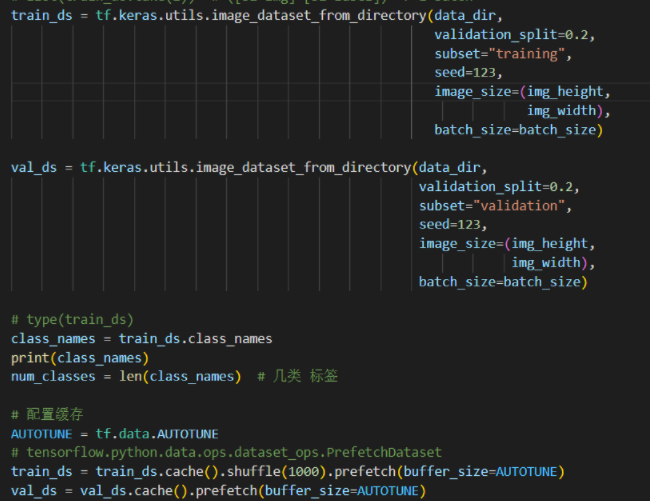 train_ds = tf.keras.utils.image_dataset_from_directory(data_dir,
validation_split=0.2,
subset="training",
seed=123,
image_size=(img_height,
img_width),
batch_size=batch_size)
val_ds = tf.keras.utils.image_dataset_from_directory(data_dir,
validation_split=0.2,
subset="validation",
seed=123,
image_size=(img_height,
img_width),
batch_size=batch_size)
# type(train_ds)
class_names = train_ds.class_names
print(class_names)
num_classes = len(class_names)  # 几类 标签
# 配置缓存
AUTOTUNE = tf.data.AUTOTUNE
# tensorflow.python.data.ops.dataset_ops.PrefetchDataset
train_ds = train_ds.cache().shuffle(1000).prefetch(buffer_size=AUTOTUNE)
val_ds = val_ds.cache().prefetch(buffer_size=AUTOTUNE)